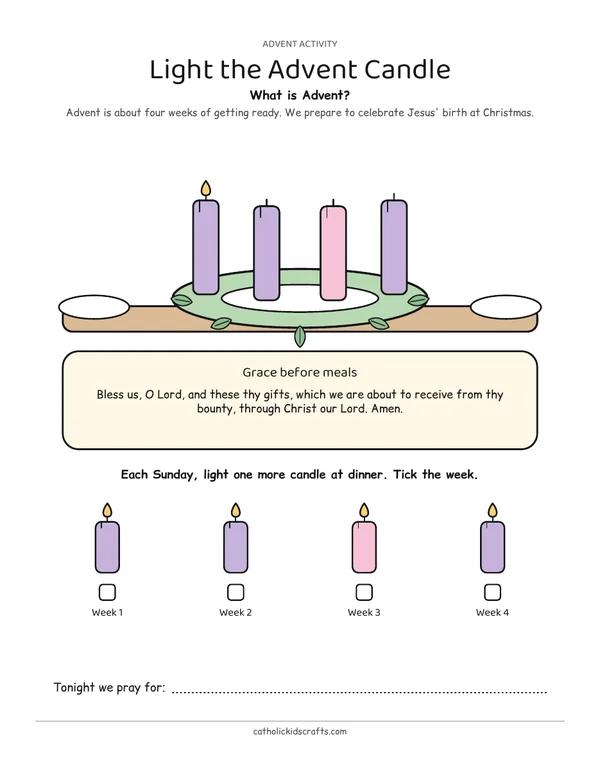 ADVENT ACTIVITY
Light the Advent Candle
What is Advent?
Advent is about four weeks of getting ready. We prepare to celebrate Jesus' birth at Christmas.
Grace before meals
Bless us, O Lord, and these thy gifts, which we are about to receive from thy
bounty, through Christ our Lord. Amen.
Each Sunday, light one more candle at dinner. Tick the week.
Week 1
Week 2
Week 3
Week 4
Tonight we pray for:
catholickidscrafts.com